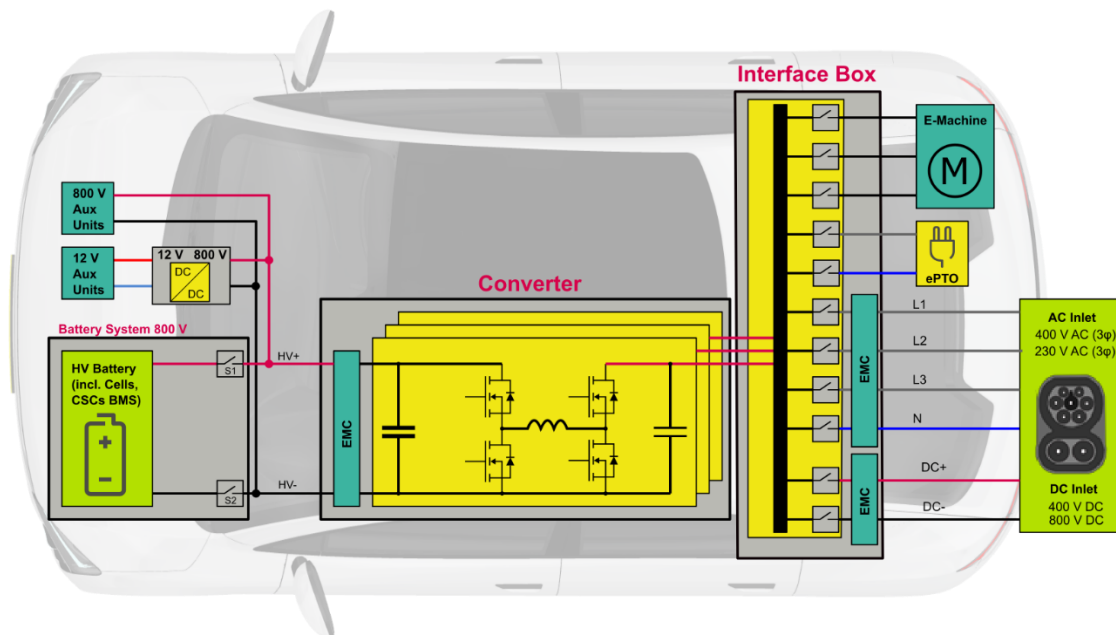 Interface Box
E-Machine
M
800 V
Aux
Units
12 V
Aux
Units
12 V 800 V
DC
DC
ePTO
Converter
Battery System 800 V
HV Battery
(incl. Cells,
CSCs BMS)
S1
HV+
S2
HV-
EMC
L1
L2
L3
N
EMC
DC+
DC-
EMC
AC Inlet
400 V AC (3φ)
230 V AC (3φ)
DC Inlet
400 V DC
800 V DC